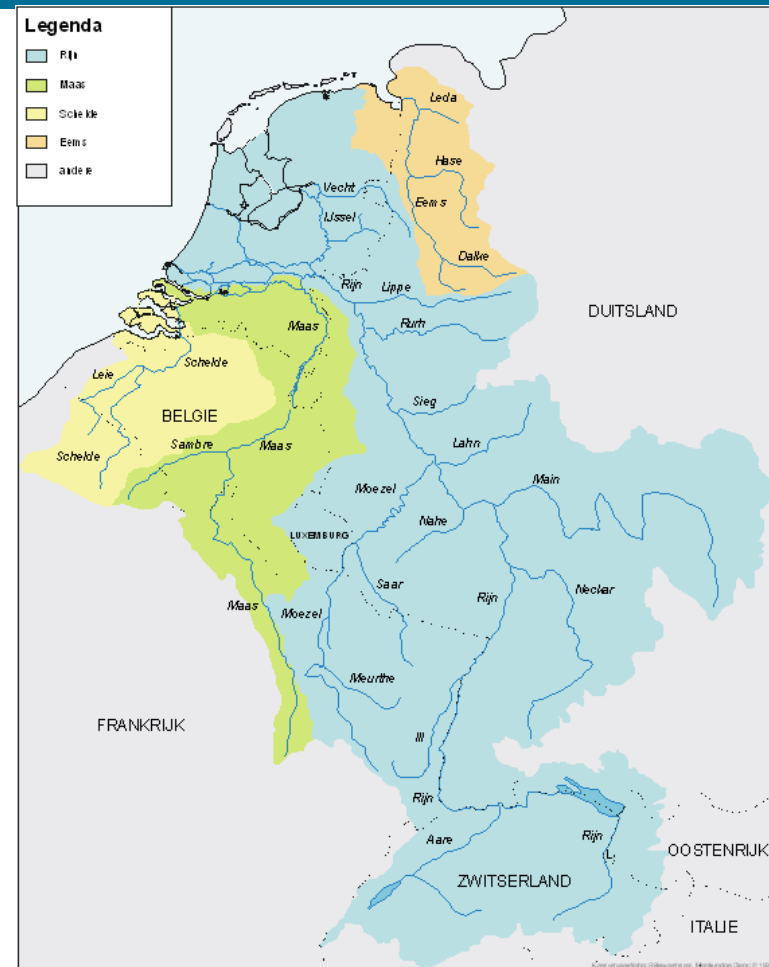 Legenda
Rijn
Maas
Schelde
Eems
andere
Leda
Hase
Vecht
Eems
IJssel
Dalke
Rijn
Lippe
DUITSLAND
Maas
Rurh
Schelde
Leie
Sieg
BELGIE
Lahn
Sambre
Maas
Schelde
Main
Moezel
Nahe
LUXEMBURG
Saar
Neckar
Rijn
Maas
Moezel
Meurthe
FRANKRIJK
Ill
Rijn
Aare
Rijn
L
OOSTENRIJK
ZWITSERLAND
ITALIE